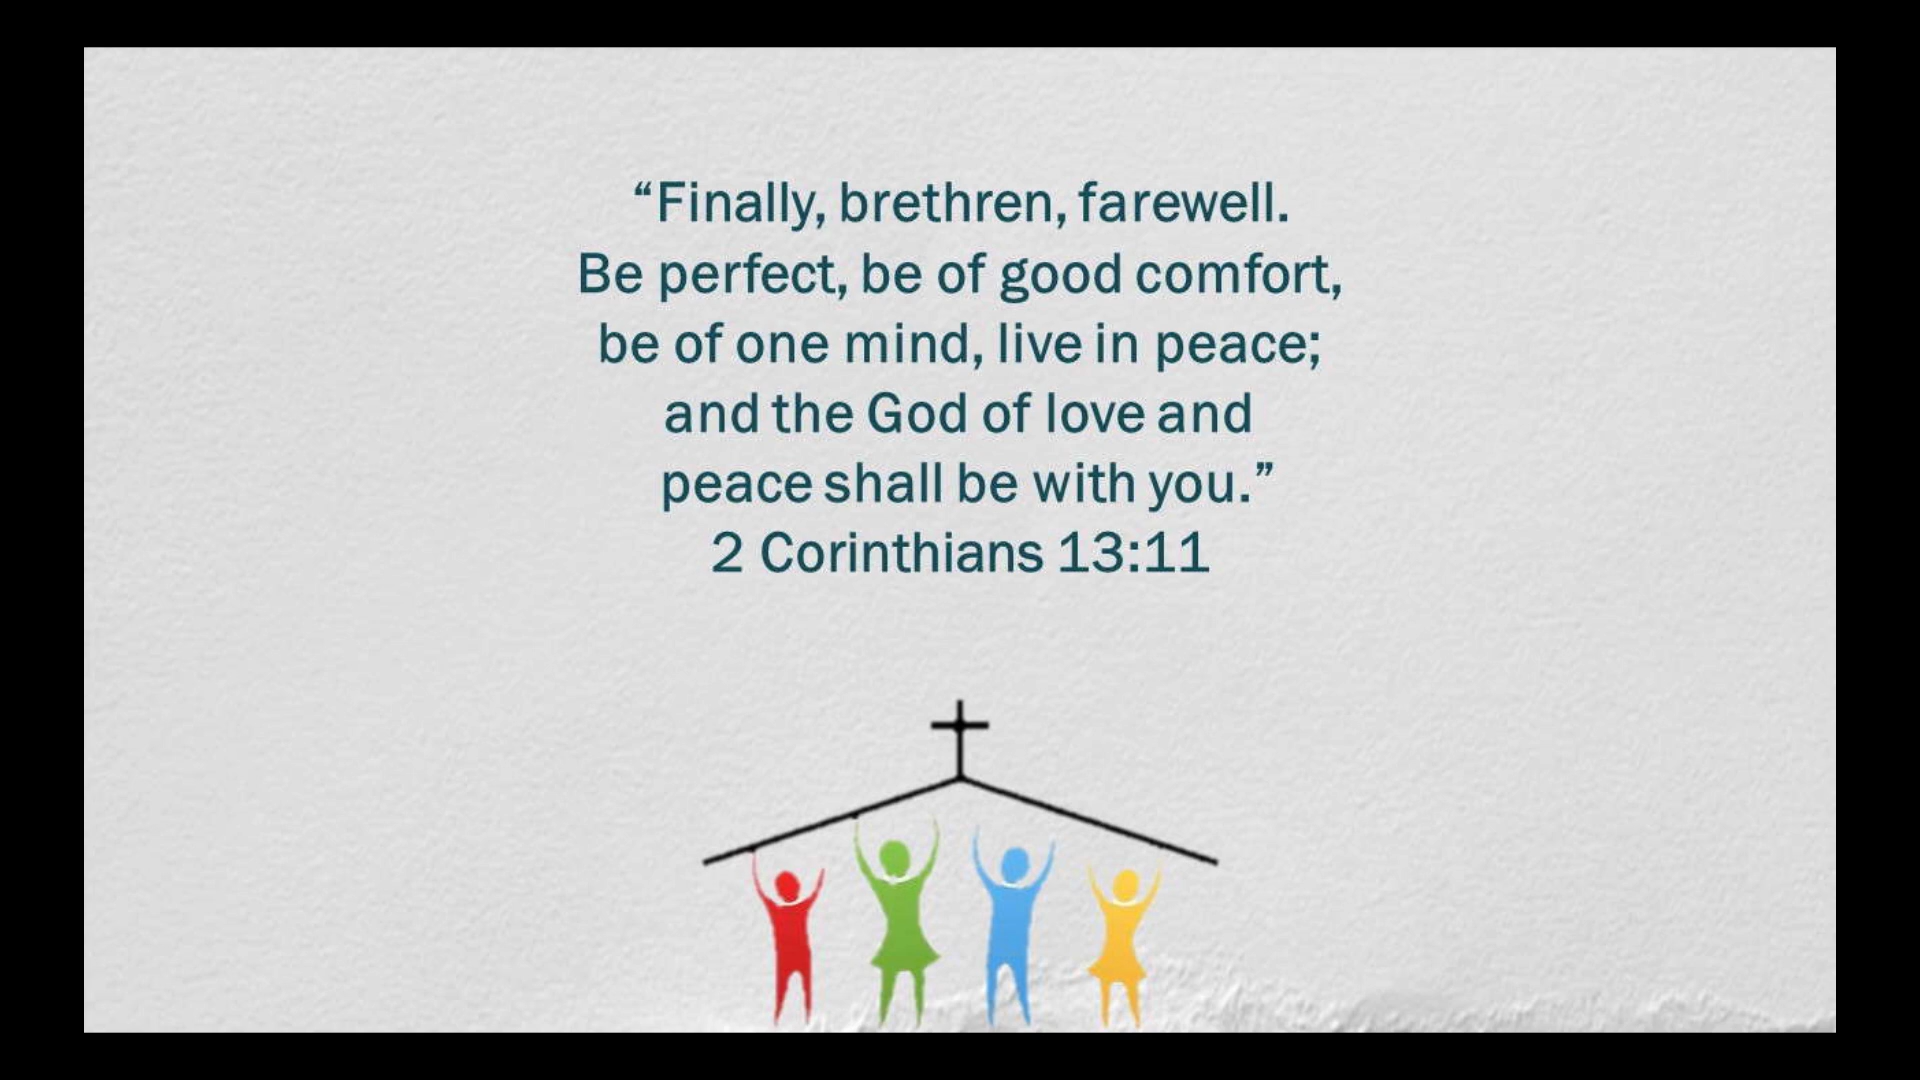 “Finally, brethren, farewell.
Be perfect, be of good comfort,
be of one mind, live in peace;
and the God of love and
peace shall be with you.”
2 Corinthians 13:11